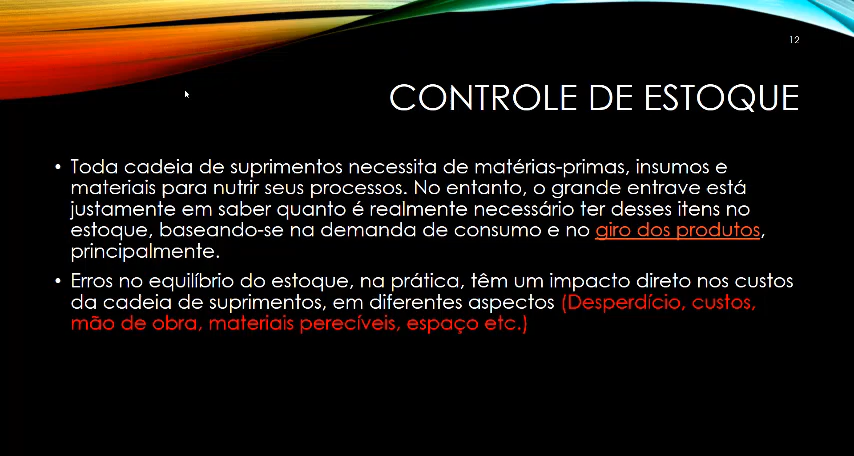 12
CONTROLE DE ESTOQUE
• Toda cadeia de suprimentos necessita de matérias-primas, insumos e
materiais para nutrir seus processos. No entanto, o grande entrave está
justamente em saber quanto é realmente necessário ter desses itens no
estoque, baseando-se na demanda de consumo e no giro dos produtos,
principalmente.
• Erros no equilíbrio do estoque, na prática, têm um impacto direto nos custos
da cadeia de suprimentos, em diferentes aspectos (Desperdício, custos,
mão de obra, materiais perecíveis, espaço etc.)